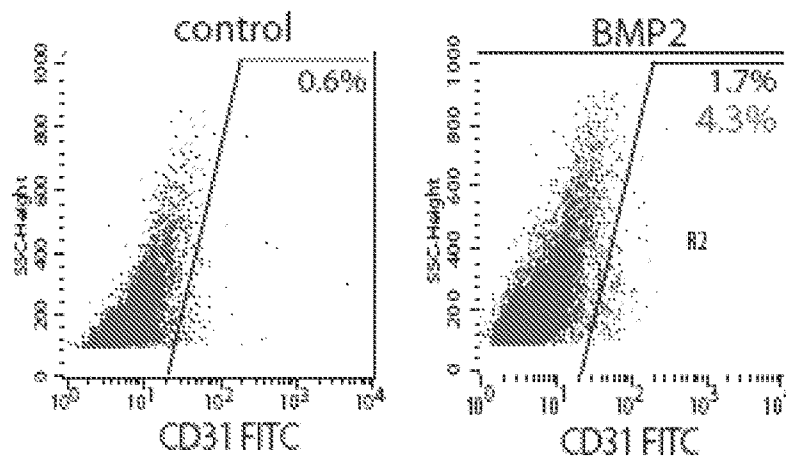 control
1000
0.6%
800
600
400
200
0
SSC-Height
10⁰ 10¹ 10² 10³ 10⁴
CD31 FITC
BMP2
1000
1.7%
4.3%
800
600
400
200
0
SSC-Height
R2
10⁰ 10¹ 10² 10³
CD31 FITC